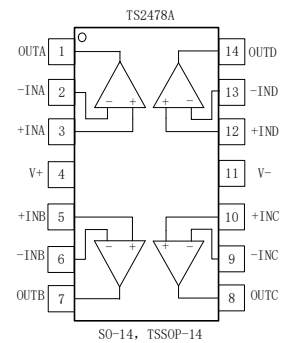 TS2478A
OUTA 1 14 OUTD
-INA 2 13 -IND
- + + -
+INA 3 12 +IND
V+ 4 11 V-
+INB 5 10 +INC
- + + -
-INB 6 9 -INC
OUTB 7 8 OUTC
SO-14, TSSOP-14